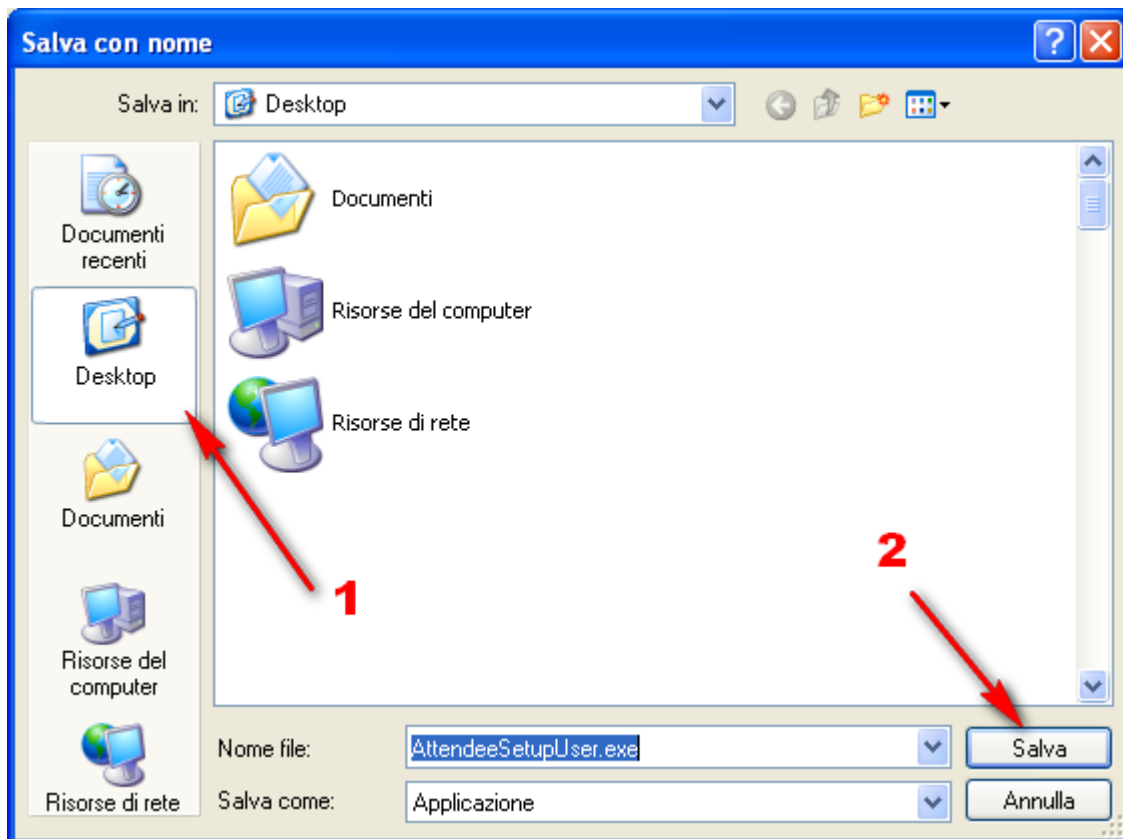 Salva con nome
Salva in:
Desktop
Documenti
recenti
Desktop
Documenti
Risorse del
computer
Risorse di rete
Documenti
Risorse del computer
Risorse di rete
1
2
Nome file:
AttendeeSetupUser.exe
Salva
Salva come:
Applicazione
Annulla